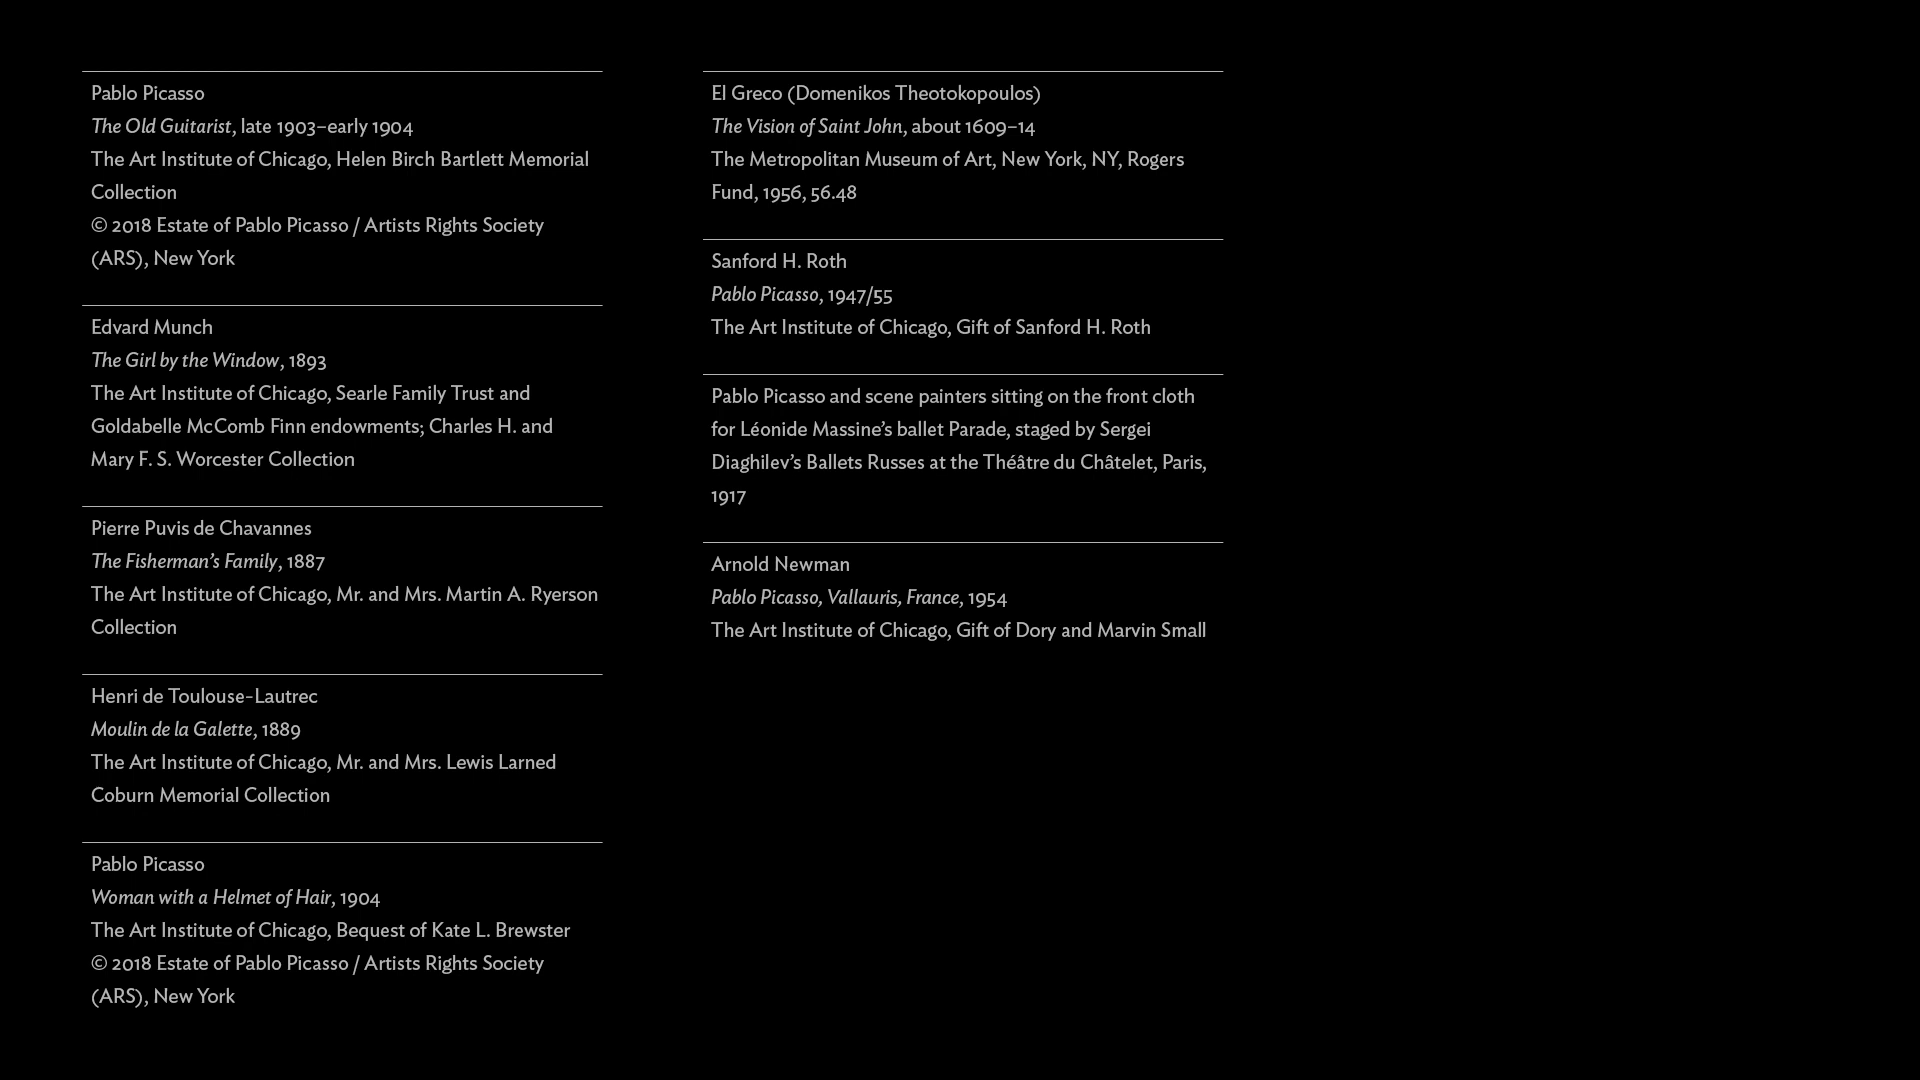 Pablo Picasso
The Old Guitarist, late 1903–early 1904
The Art Institute of Chicago, Helen Birch Bartlett Memorial
Collection
© 2018 Estate of Pablo Picasso / Artists Rights Society
(ARS), New York
Edvard Munch
The Girl by the Window, 1893
The Art Institute of Chicago, Searle Family Trust and
Goldabelle McComb Finn endowments; Charles H. and
Mary F. S. Worcester Collection
Pierre Puvis de Chavannes
The Fisherman’s Family, 1887
The Art Institute of Chicago, Mr. and Mrs. Martin A. Ryerson
Collection
Henri de Toulouse-Lautrec
Moulin de la Galette, 1889
The Art Institute of Chicago, Mr. and Mrs. Lewis Larned
Coburn Memorial Collection
Pablo Picasso
Woman with a Helmet of Hair, 1904
The Art Institute of Chicago, Bequest of Kate L. Brewster
© 2018 Estate of Pablo Picasso / Artists Rights Society
(ARS), New York
El Greco (Domenikos Theotokopoulos)
The Vision of Saint John, about 1609–14
The Metropolitan Museum of Art, New York, NY, Rogers
Fund, 1956, 56.48
Sanford H. Roth
Pablo Picasso, 1947/55
The Art Institute of Chicago, Gift of Sanford H. Roth
Pablo Picasso and scene painters sitting on the front cloth
for Léonide Massine’s ballet Parade, staged by Sergei
Diaghilev’s Ballets Russes at the Théâtre du Châtelet, Paris,
1917
Arnold Newman
Pablo Picasso, Vallauris, France, 1954
The Art Institute of Chicago, Gift of Dory and Marvin Small